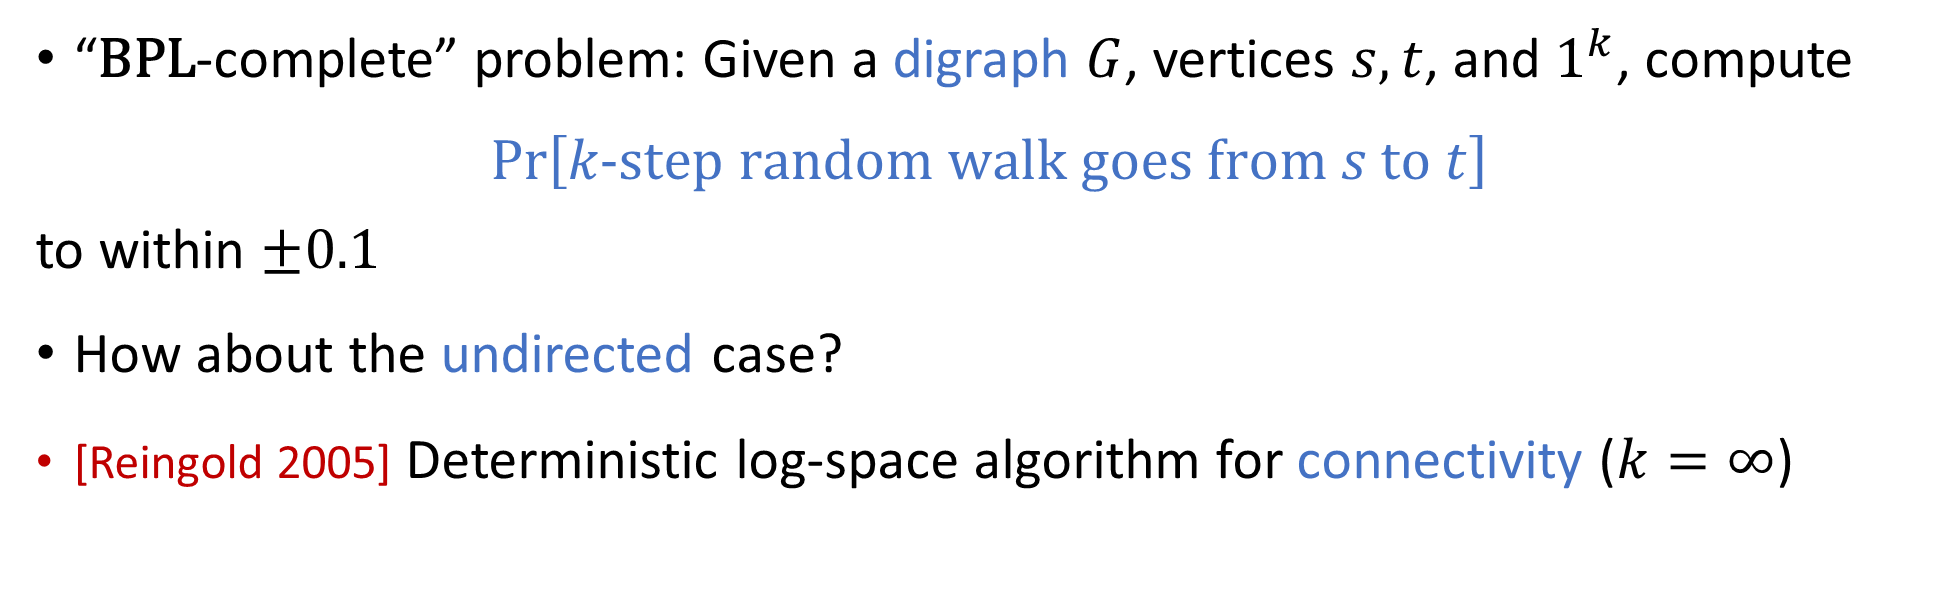 • “BPL-complete” problem: Given a digraph G, vertices s, t, and 1^k, compute
Pr[k-step random walk goes from s to t]
to within ±0.1
• How about the undirected case?
• [Reingold 2005] Deterministic log-space algorithm for connectivity (k = ∞)